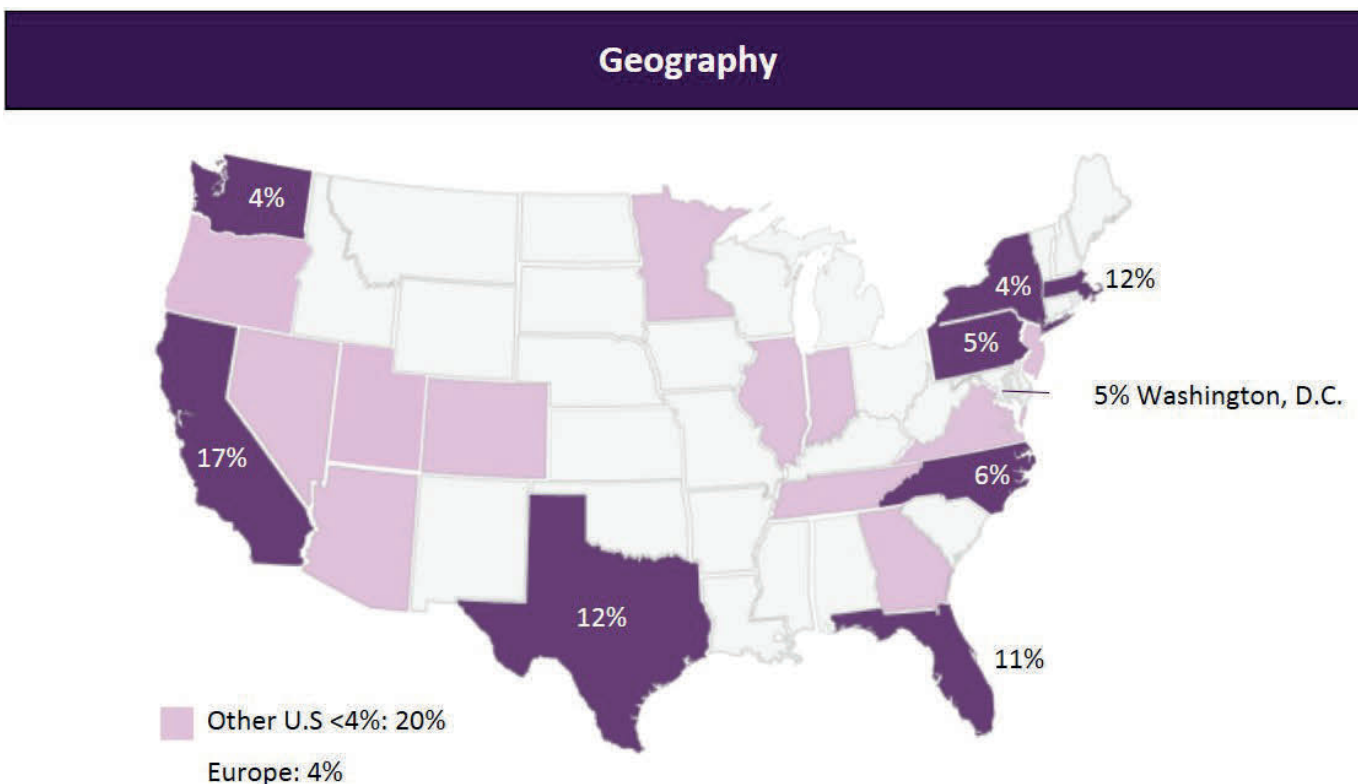 Geography
4%
4%
12%
5%
5% Washington, D.C.
17%
6%
12%
11%
Other U.S <4%: 20%
Europe: 4%